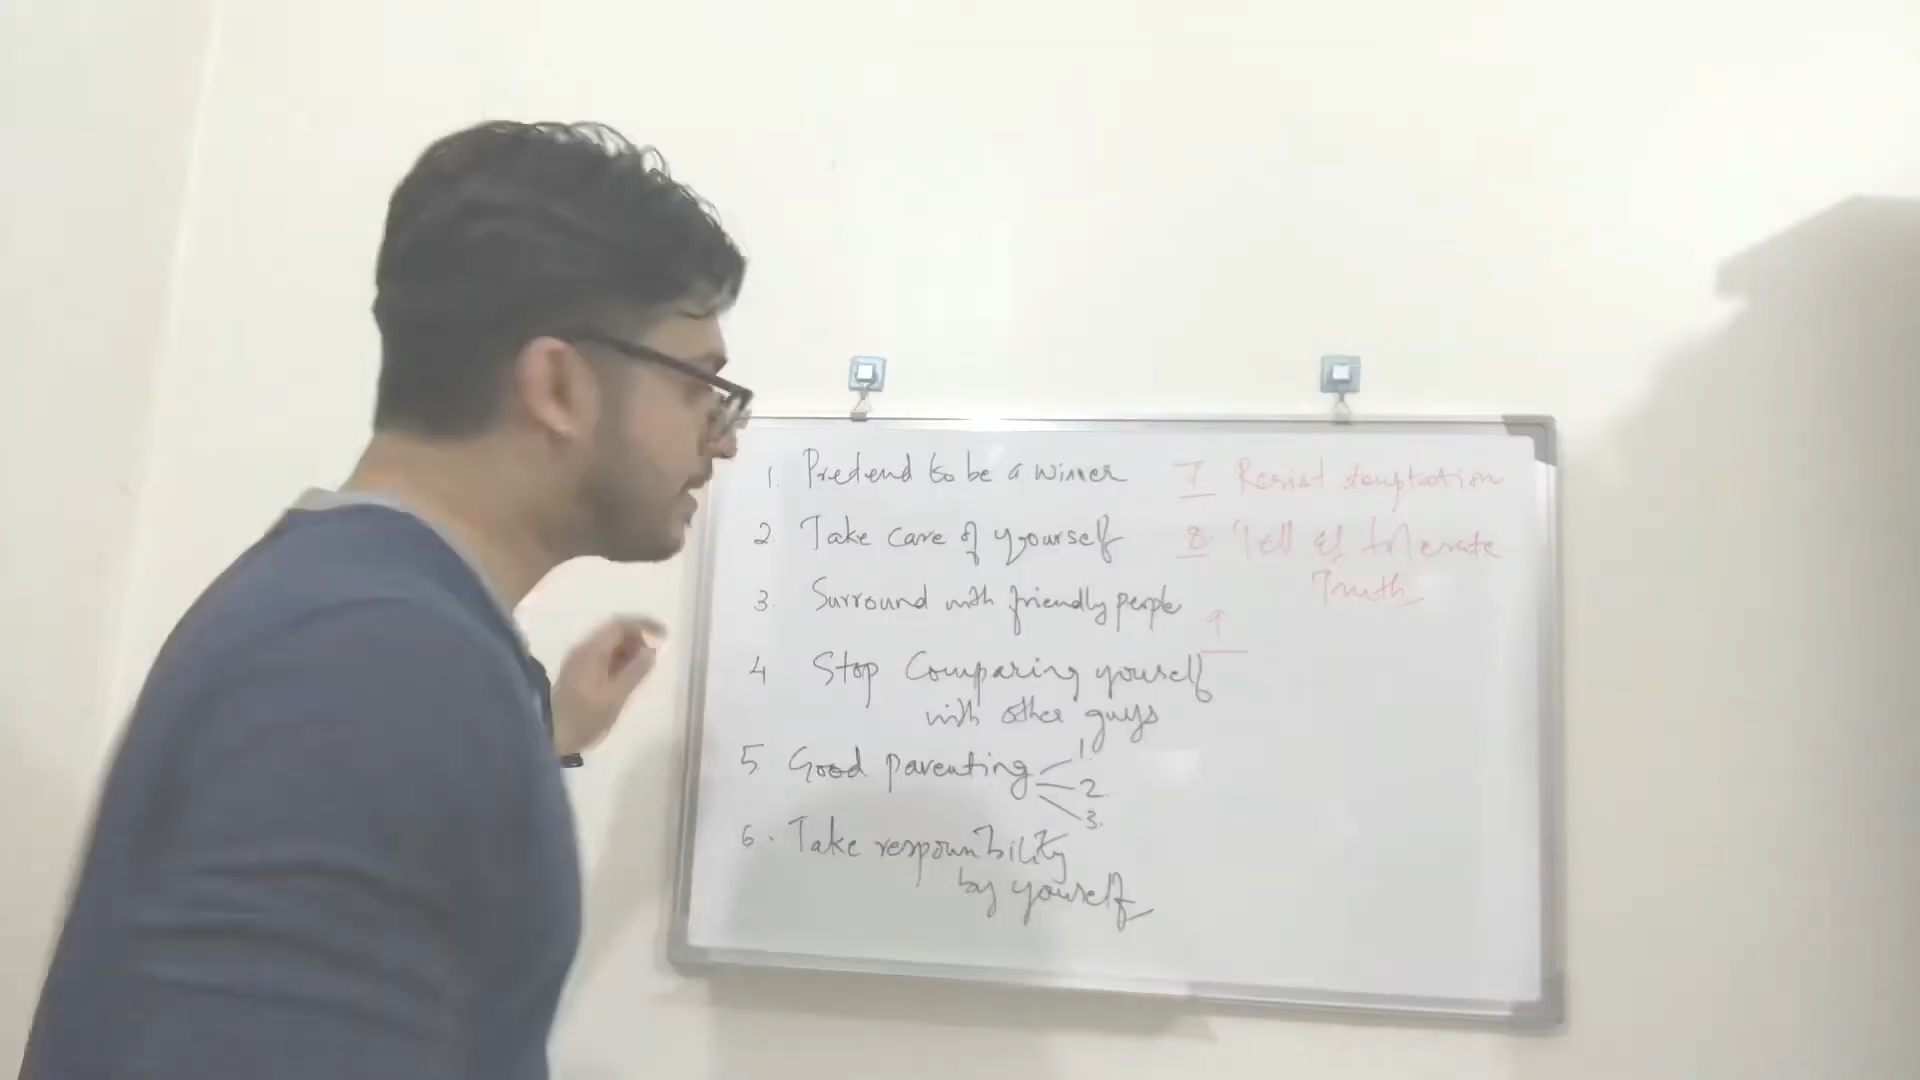 1. Pretend to be a winner
2. Take care of yourself
3. Surround with friendly people
4 Stop Comparing yourself
with other guys
5 Good parenting 1.
2.
3.
6. Take responsibility
by yourself
7 Resist temptation
8 Tell & tolerate
Truth
9